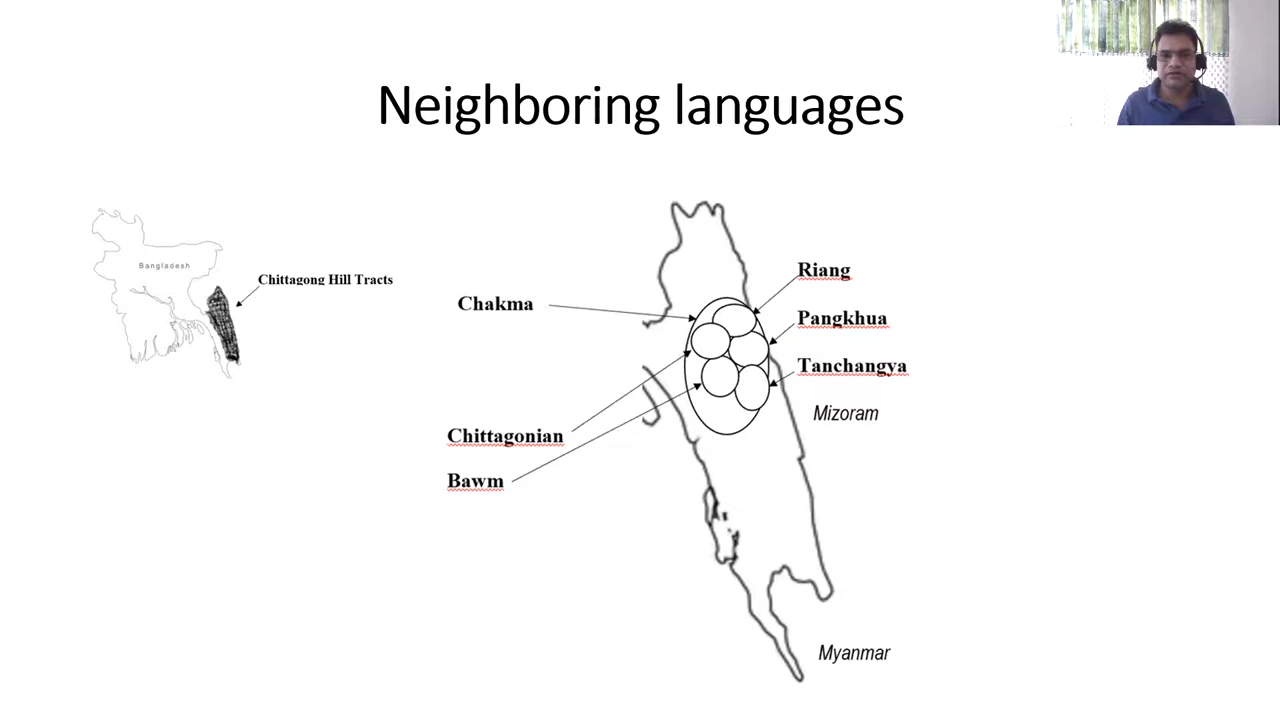 Neighboring languages
Bangladesh
Chittagong Hill Tracts
Chakma
Chittagonian
Bawm
Riang
Pangkhua
Tanchangya
Mizoram
Myanmar